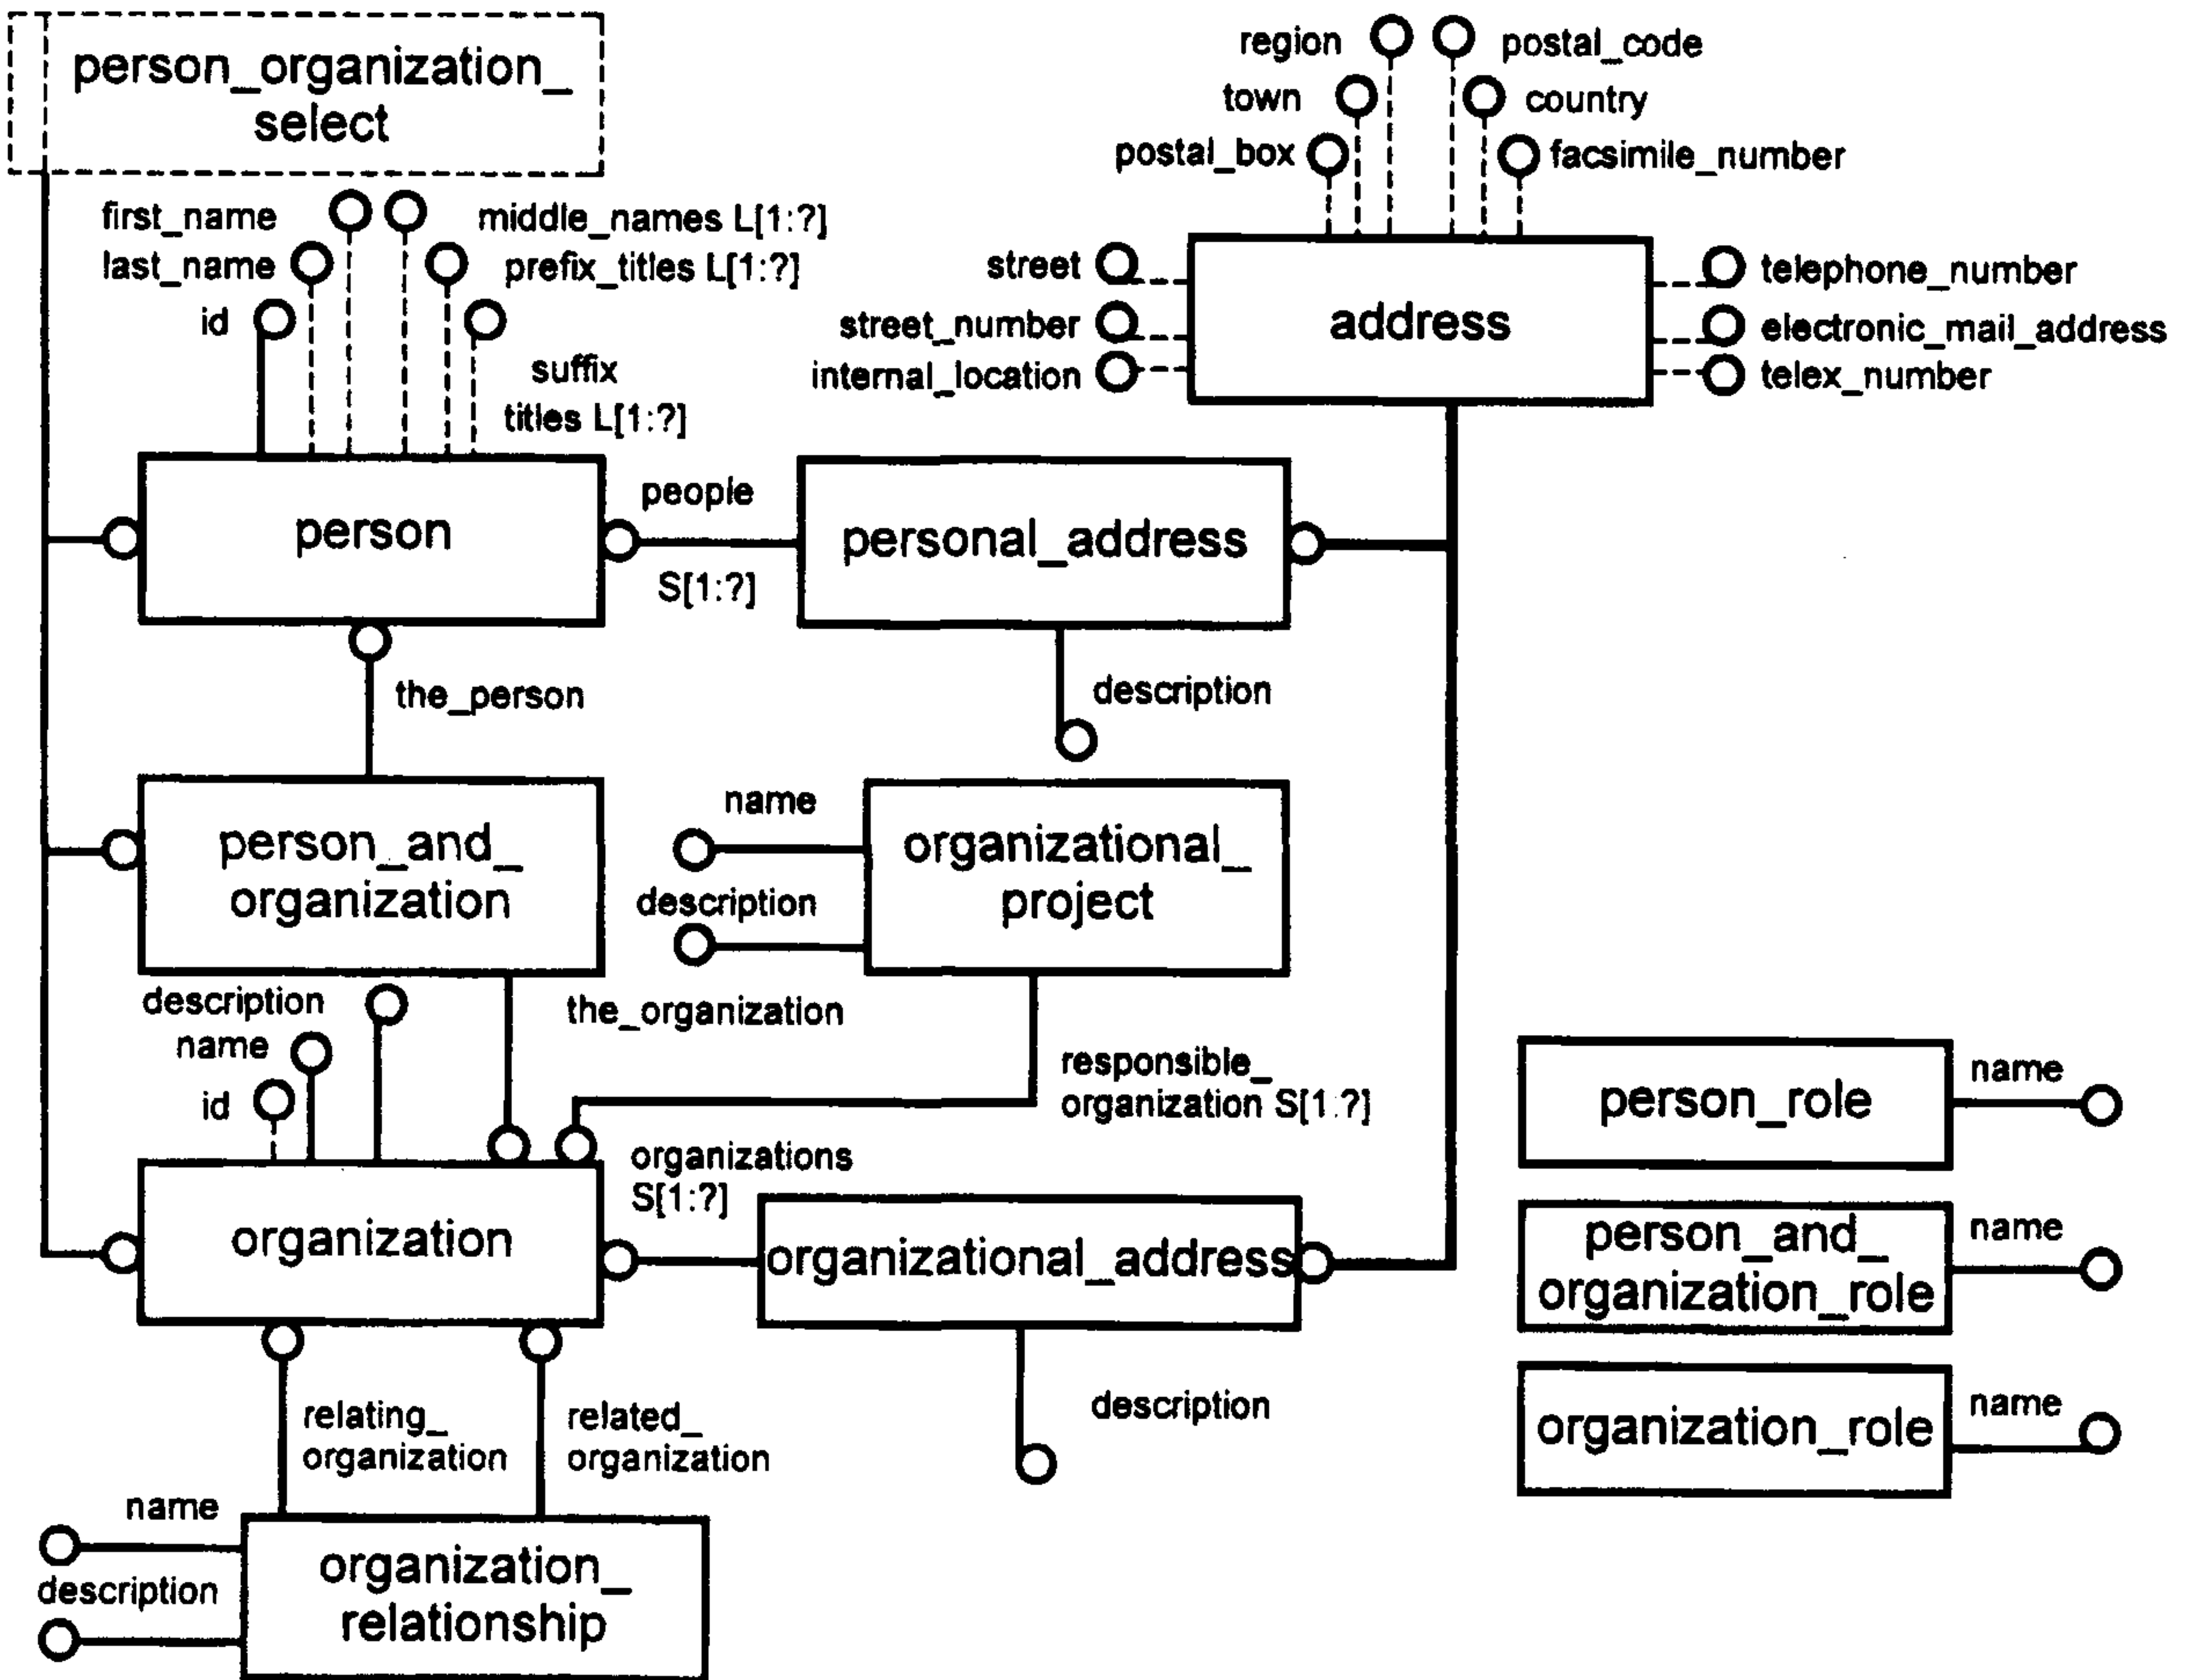 person_organization_
select
region
postal_code
town
country
postal_box
facsimile_number
first_name
middle_names L[1:?]
last_name
prefix_titles L[1:?]
id
suffix
titles L[1:?]
street
street_number
internal_location
address
telephone_number
electronic_mail_address
telex_number
person
people
S[1:?]
personal_address
the_person
description
person_and_
organization
name
description
organizational_
project
description
name
id
the_organization
responsible_
organization S[1:?]
organizations
S[1:?]
organization
organizational_address
person_role
name
person_and_
organization_role
name
organization_role
name
relating_
organization
related_
organization
description
name
description
organization_
relationship